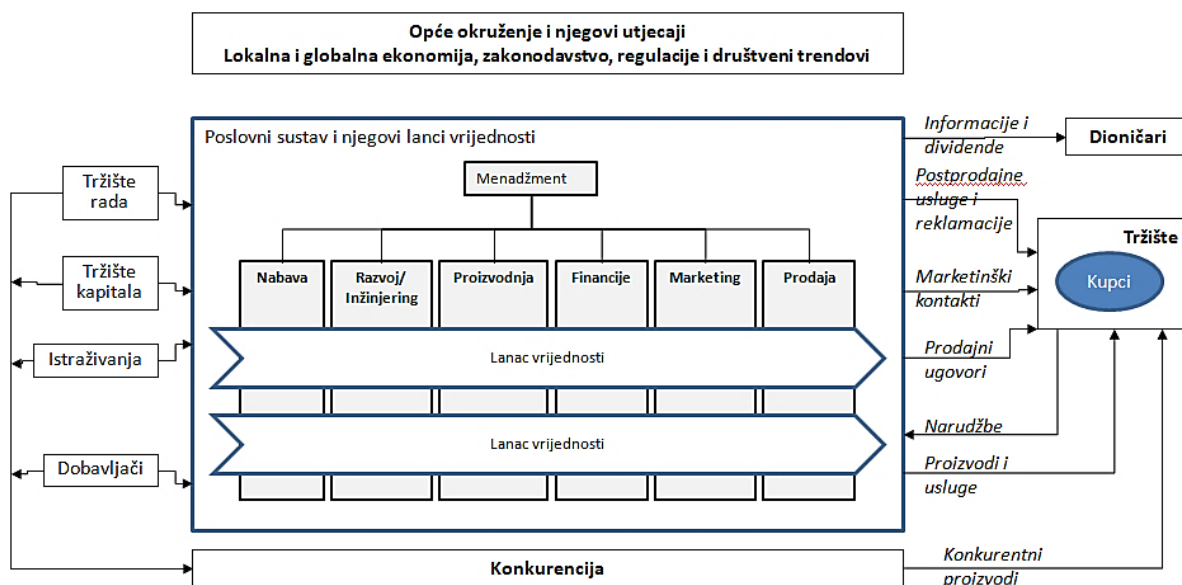 Opće okruženje i njegovi utjecaji
Lokalna i globalna ekonomija, zakonodavstvo, regulacije i društveni trendovi
Poslovni sustav i njegovi lanci vrijednosti
Menadžment
Nabava
Razvoj/
Inžinjering
Proizvodnja
Financije
Marketing
Prodaja
Lanac vrijednosti
Lanac vrijednosti
Tržište
rada
Tržište
kapitala
Istraživanja
Dobavljači
Informacije i
dividende
Dioničari
Postprodajne
usluge i
reklamacije
Tržište
Kupci
Marketinški
kontakti
Prodajni
ugovori
Narudžbe
Proizvodi i
usluge
Konkurencija
Konkurentni
proizvodi